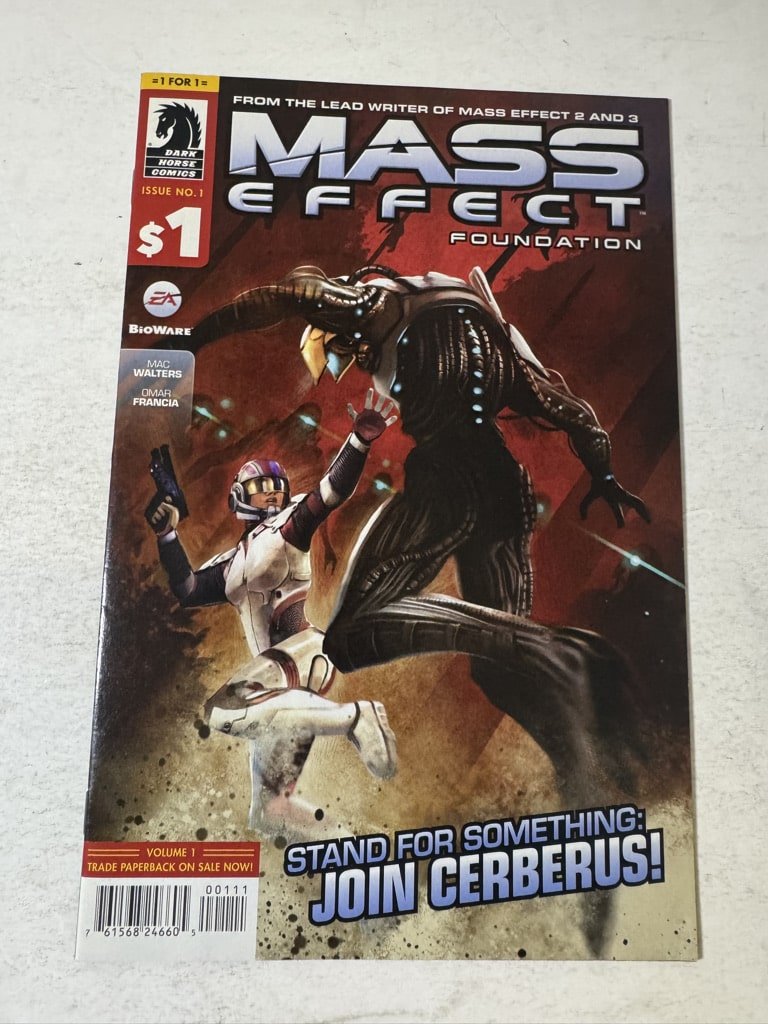 =1 FOR 1=
DARK
HORSE
COMICS
ISSUE NO. 1
$1
EA
BIOWARE
MAC
WALTERS
OMAR
FRANCIA
FROM THE LEAD WRITER OF MASS EFFECT 2 AND 3
MASS
EFFECT™
FOUNDATION
STAND FOR SOMETHING:
JOIN CERBERUS!
VOLUME 1
TRADE PAPERBACK ON SALE NOW!
00111
7 61568 24660 5